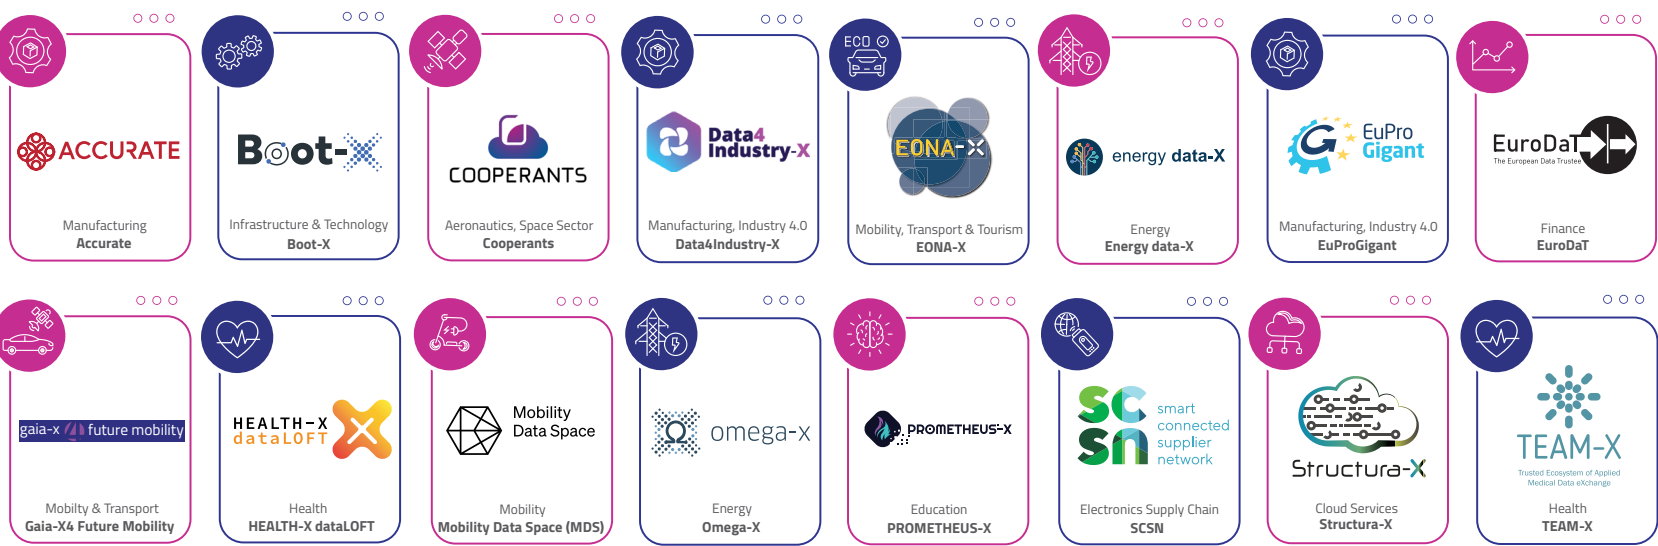 ACCURATE
Manufacturing
Accurate
Boot-X
Infrastructure & Technology
Boot-X
COOPERANTS
Aeronautics, Space Sector
Cooperants
Data4
Industry-X
Manufacturing, Industry 4.0
Data4Industry-X
ECO
EONA-X
Mobility, Transport & Tourism
EONA-X
energy data-X
Energy
Energy data-X
G
EuPro
Gigant
Manufacturing, Industry 4.0
EuProGigant
EuroDaT
The European Data Trustee
Finance
EuroDaT
gaia-x 4 future mobility
Mobilty & Transport
Gaia-X4 Future Mobility
HEALTH-X
dataLOFT
Health
HEALTH-X dataLOFT
Mobility
Data Space
Mobility
Mobility Data Space (MDS)
Ω
omega-x
Energy
Omega-X
PROMETHEUS-X
Education
PROMETHEUS-X
SC
SN
smart
connected
supplier
network
Electronics Supply Chain
SCSN
Structura-X
Cloud Services
Structura-X
TEAM-X
Trusted Ecosystem of Applied
Medical Data eXchange
Health
TEAM-X